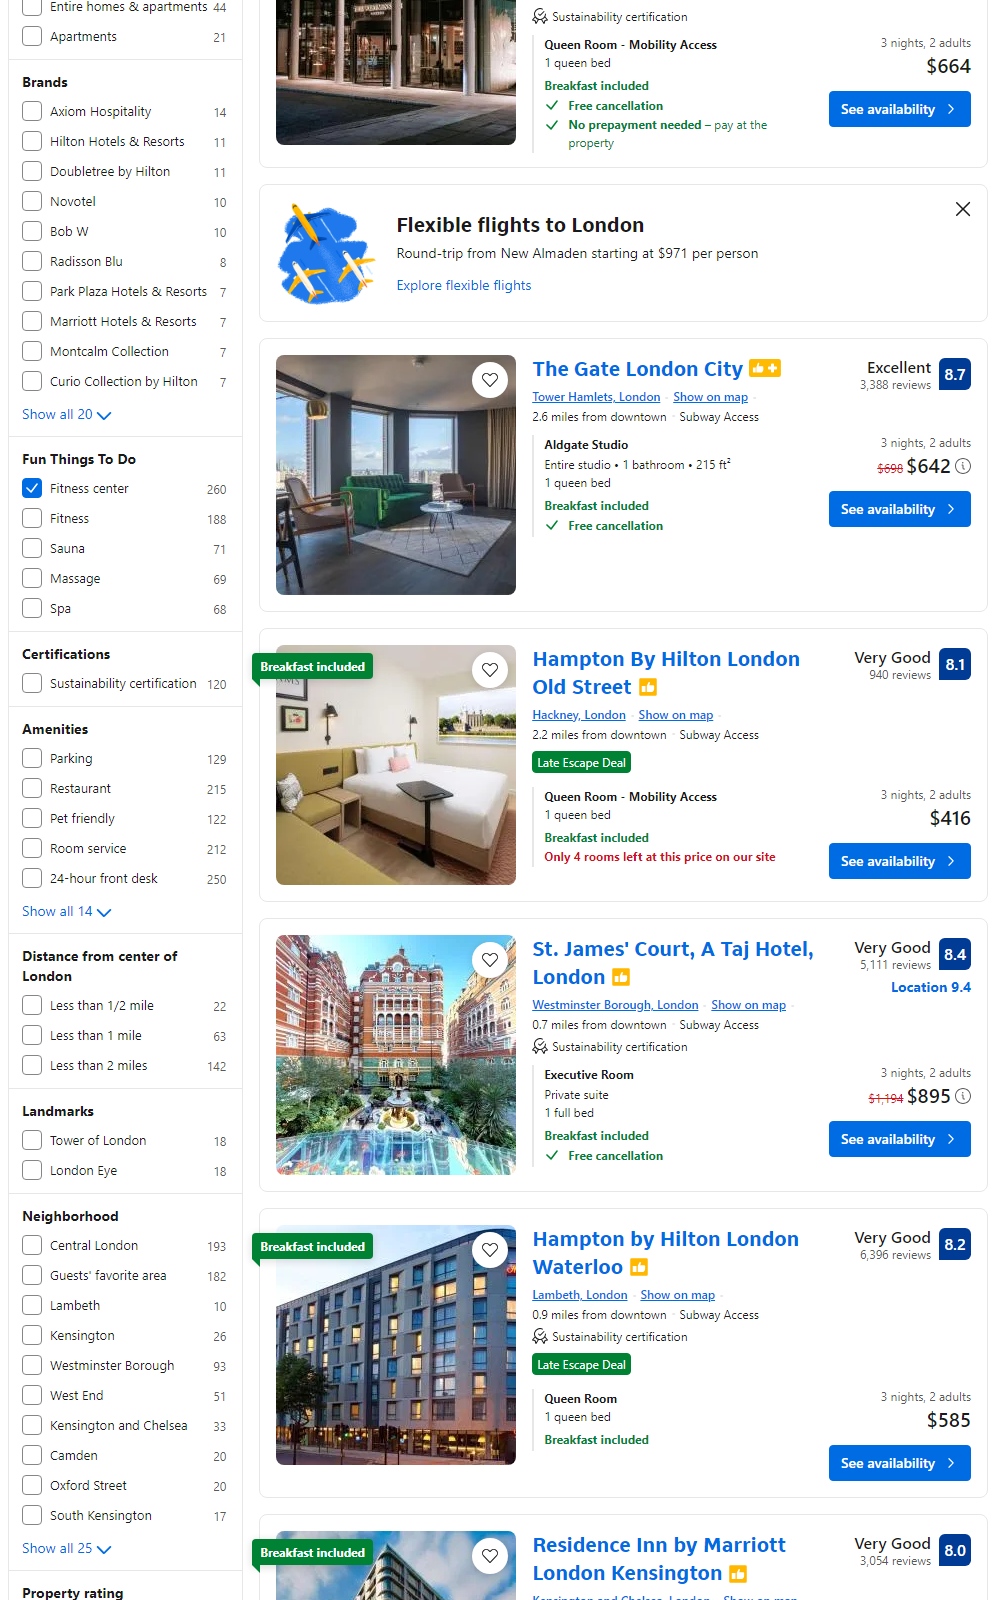 Entire homes & apartments 44
Apartments 21
Brands
Axiom Hospitality 14
Hilton Hotels & Resorts 11
Doubletree by Hilton 11
Novotel 10
Bob W 10
Radisson Blu 8
Park Plaza Hotels & Resorts 7
Marriott Hotels & Resorts 7
Montcalm Collection 7
Curio Collection by Hilton 7
Show all 20
Fun Things To Do
Fitness center 260
Fitness 188
Sauna 71
Massage 69
Spa 68
Certifications
Sustainability certification 120
Amenities
Parking 129
Restaurant 215
Pet friendly 122
Room service 212
24-hour front desk 250
Show all 14
Distance from center of
London
Less than 1/2 mile 22
Less than 1 mile 63
Less than 2 miles 142
Landmarks
Tower of London 18
London Eye 18
Neighborhood
Central London 193
Guests' favorite area 182
Lambeth 10
Kensington 26
Westminster Borough 93
West End 51
Kensington and Chelsea 33
Camden 20
Oxford Street 20
South Kensington 17
Show all 25
Property rating
Sustainability certification
Queen Room - Mobility Access
1 queen bed
Breakfast included
Free cancellation
No prepayment needed – pay at the
property
3 nights, 2 adults
$664
See availability
Flexible flights to London
Round-trip from New Almaden starting at $971 per person
Explore flexible flights
The Gate London City
Excellent
3,388 reviews
8.7
Tower Hamlets, London · Show on map ·
2.6 miles from downtown · Subway Access
Aldgate Studio
Entire studio • 1 bathroom • 215 ft²
1 queen bed
Breakfast included
Free cancellation
3 nights, 2 adults
$698 $642
See availability
Breakfast included
Hampton By Hilton London
Old Street
Very Good
940 reviews
8.1
Hackney, London · Show on map ·
2.2 miles from downtown · Subway Access
Late Escape Deal
Queen Room - Mobility Access
1 queen bed
Breakfast included
Only 4 rooms left at this price on our site
3 nights, 2 adults
$416
See availability
St. James' Court, A Taj Hotel,
London
Very Good
5,111 reviews
8.4
Location 9.4
Westminster Borough, London · Show on map ·
0.7 miles from downtown · Subway Access
Sustainability certification
Executive Room
Private suite
1 full bed
Breakfast included
Free cancellation
3 nights, 2 adults
$1,194 $895
See availability
Breakfast included
Hampton by Hilton London
Waterloo
Very Good
6,396 reviews
8.2
Lambeth, London · Show on map ·
0.9 miles from downtown · Subway Access
Sustainability certification
Late Escape Deal
Queen Room
1 queen bed
Breakfast included
3 nights, 2 adults
$585
See availability
Breakfast included
Residence Inn by Marriott
London Kensington
Very Good
3,054 reviews
8.0
Kensington and Chelsea, London · Show on map